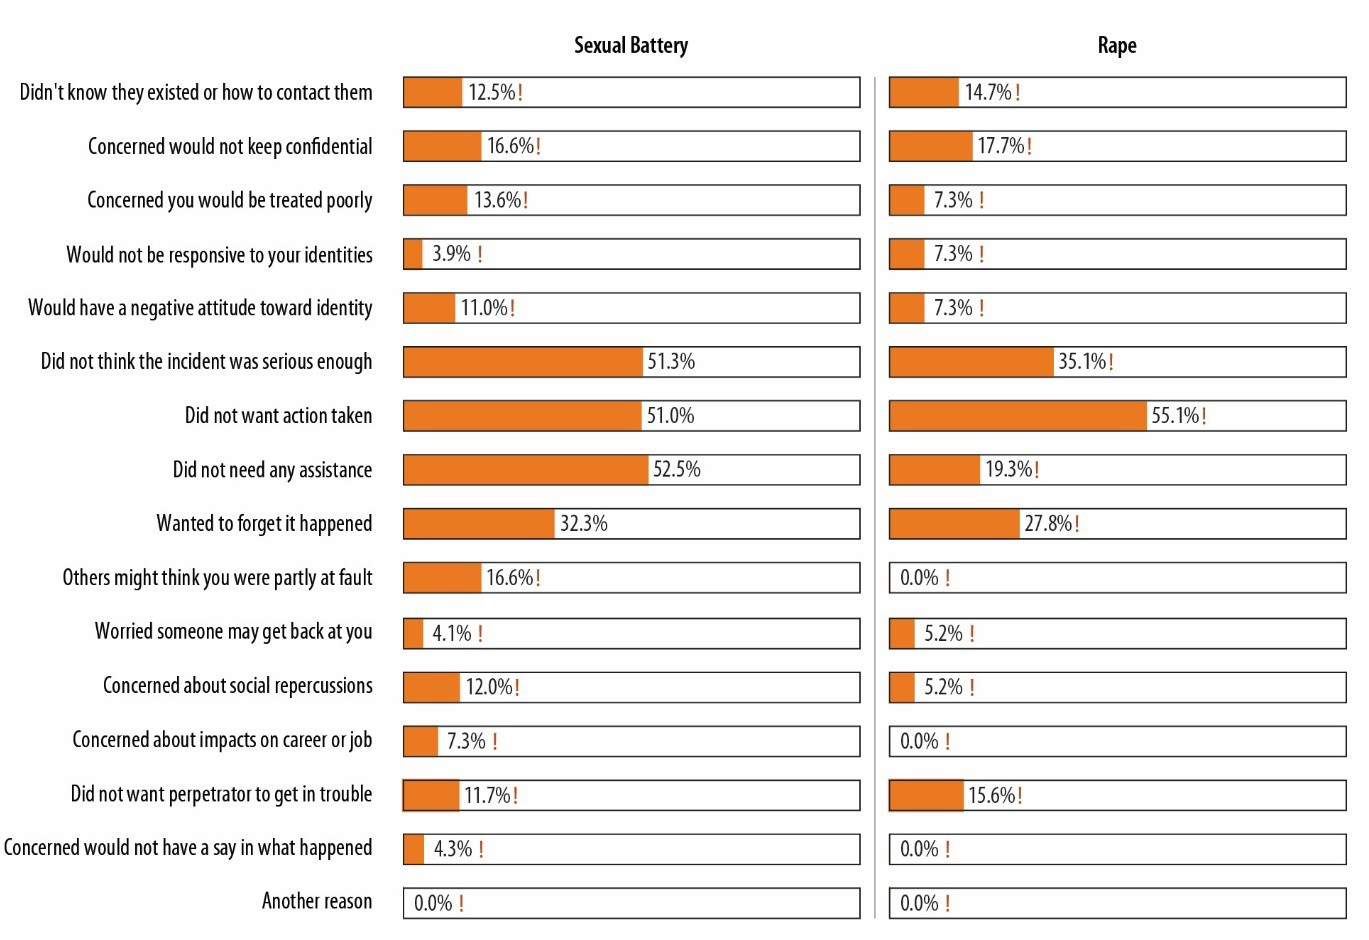 Sexual Battery Rape
Didn't know they existed or how to contact them 12.5%! 14.7%!
Concerned would not keep confidential 16.6%! 17.7%!
Concerned you would be treated poorly 13.6%! 7.3% !
Would not be responsive to your identities 3.9% ! 7.3% !
Would have a negative attitude toward identity 11.0%! 7.3% !
Did not think the incident was serious enough 51.3% 35.1%!
Did not want action taken 51.0% 55.1%!
Did not need any assistance 52.5% 19.3%!
Wanted to forget it happened 32.3% 27.8%!
Others might think you were partly at fault 16.6%! 0.0% !
Worried someone may get back at you 4.1% ! 5.2% !
Concerned about social repercussions 12.0%! 5.2% !
Concerned about impacts on career or job 7.3% ! 0.0% !
Did not want perpetrator to get in trouble 11.7%! 15.6%!
Concerned would not have a say in what happened 4.3% ! 0.0% !
Another reason 0.0% ! 0.0% !